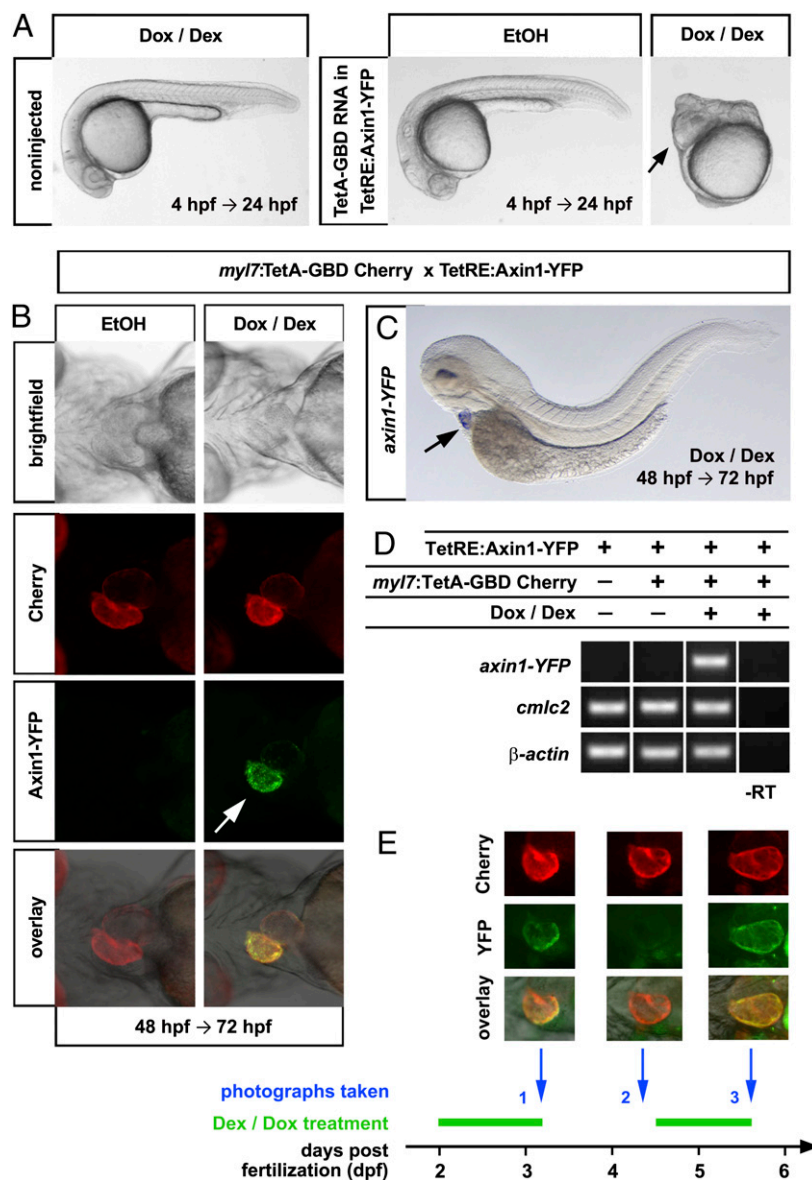 A
Dox / Dex
EtOH
Dox / Dex
noninjected
TetA-GBD RNA in
TetRE:Axin1-YFP
4 hpf → 24 hpf
4 hpf → 24 hpf
myl7:TetA-GBD Cherry x TetRE:Axin1-YFP
B
EtOH
Dox / Dex
brightfield
Cherry
Axin1-YFP
overlay
48 hpf → 72 hpf
C
axin1-YFP
Dox / Dex
48 hpf → 72 hpf
D
TetRE:Axin1-YFP + + + +
myl7:TetA-GBD Cherry – + + +
Dox / Dex – – + +
axin1-YFP
cmlc2
β-actin
-RT
E
Cherry
YFP
overlay
photographs taken 1 2 3
Dex / Dox treatment
days post
fertilization (dpf)
2 3 4 5 6